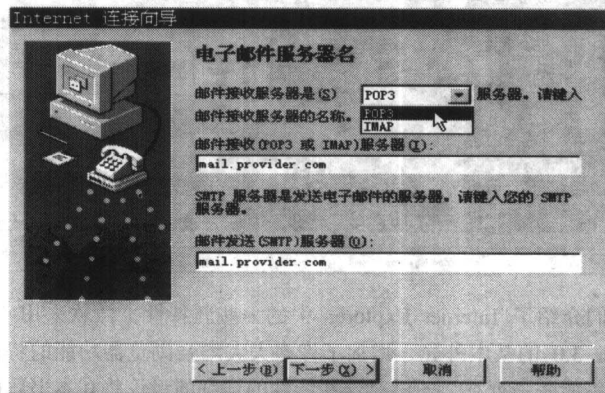 Internet 连接向导
电子邮件服务器名
邮件接收服务器是(S) POP3 服务器。请键入
邮件接收服务器的名称。 POP3
IMAP
邮件接收(POP3 或 IMAP)服务器(I):
mail.provider.com
SMTP 服务器是发送电子邮件的服务器。请键入您的 SMTP
服务器。
邮件发送(SMTP)服务器(O):
mail.provider.com
< 上一步(B) 下一步(X) > 取消 帮助